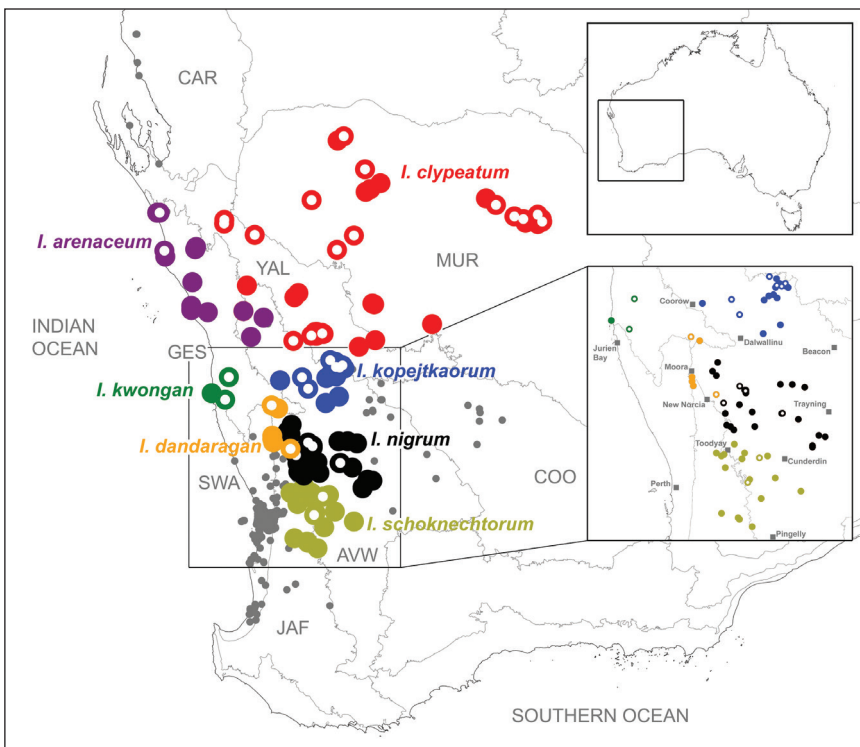 CAR
I. clypeatum
I. arenaceum
MUR
YAL
INDIAN
OCEAN
GES
I. kwongan
I. kopejtkaorum
I. dandaragan
I. nigrum
SWA
COO
I. schoknechtorum
AVW
JAF
SOUTHERN OCEAN
Coorow
Jurien
Bay
Dalwallinu
Beacon
Moora
New Norcia
Trayning
Toodyay
Cunderdin
Perth
Pingelly